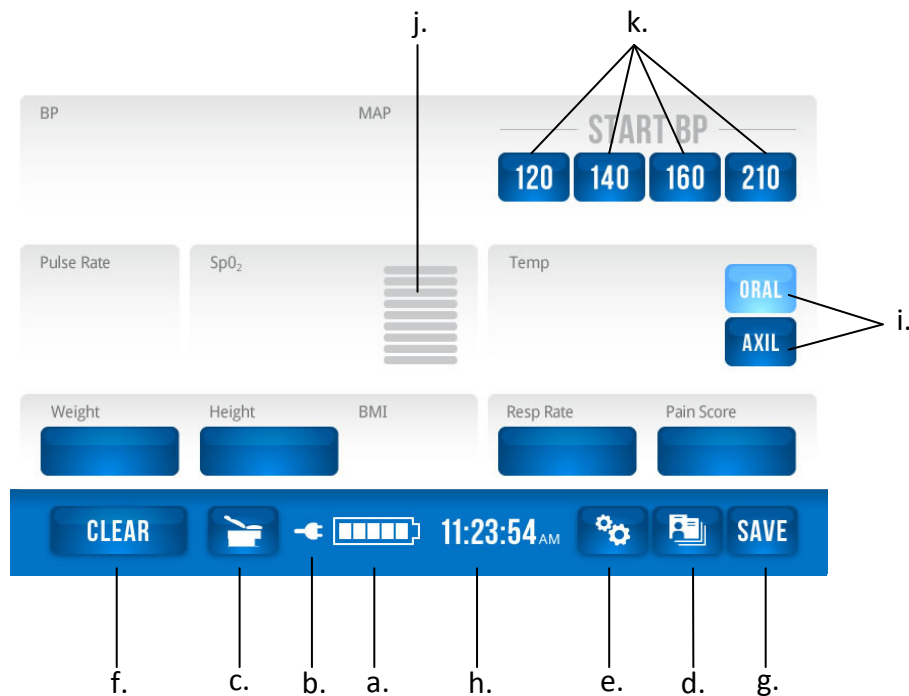 j. k.
BP MAP START BP
120 140 160 210
Pulse Rate SpO₂ Temp
ORAL
i.
AXIL
Weight Height BMI Resp Rate Pain Score
CLEAR 11:23:54 AM SAVE
f. c. b. a. h. e. d. g.